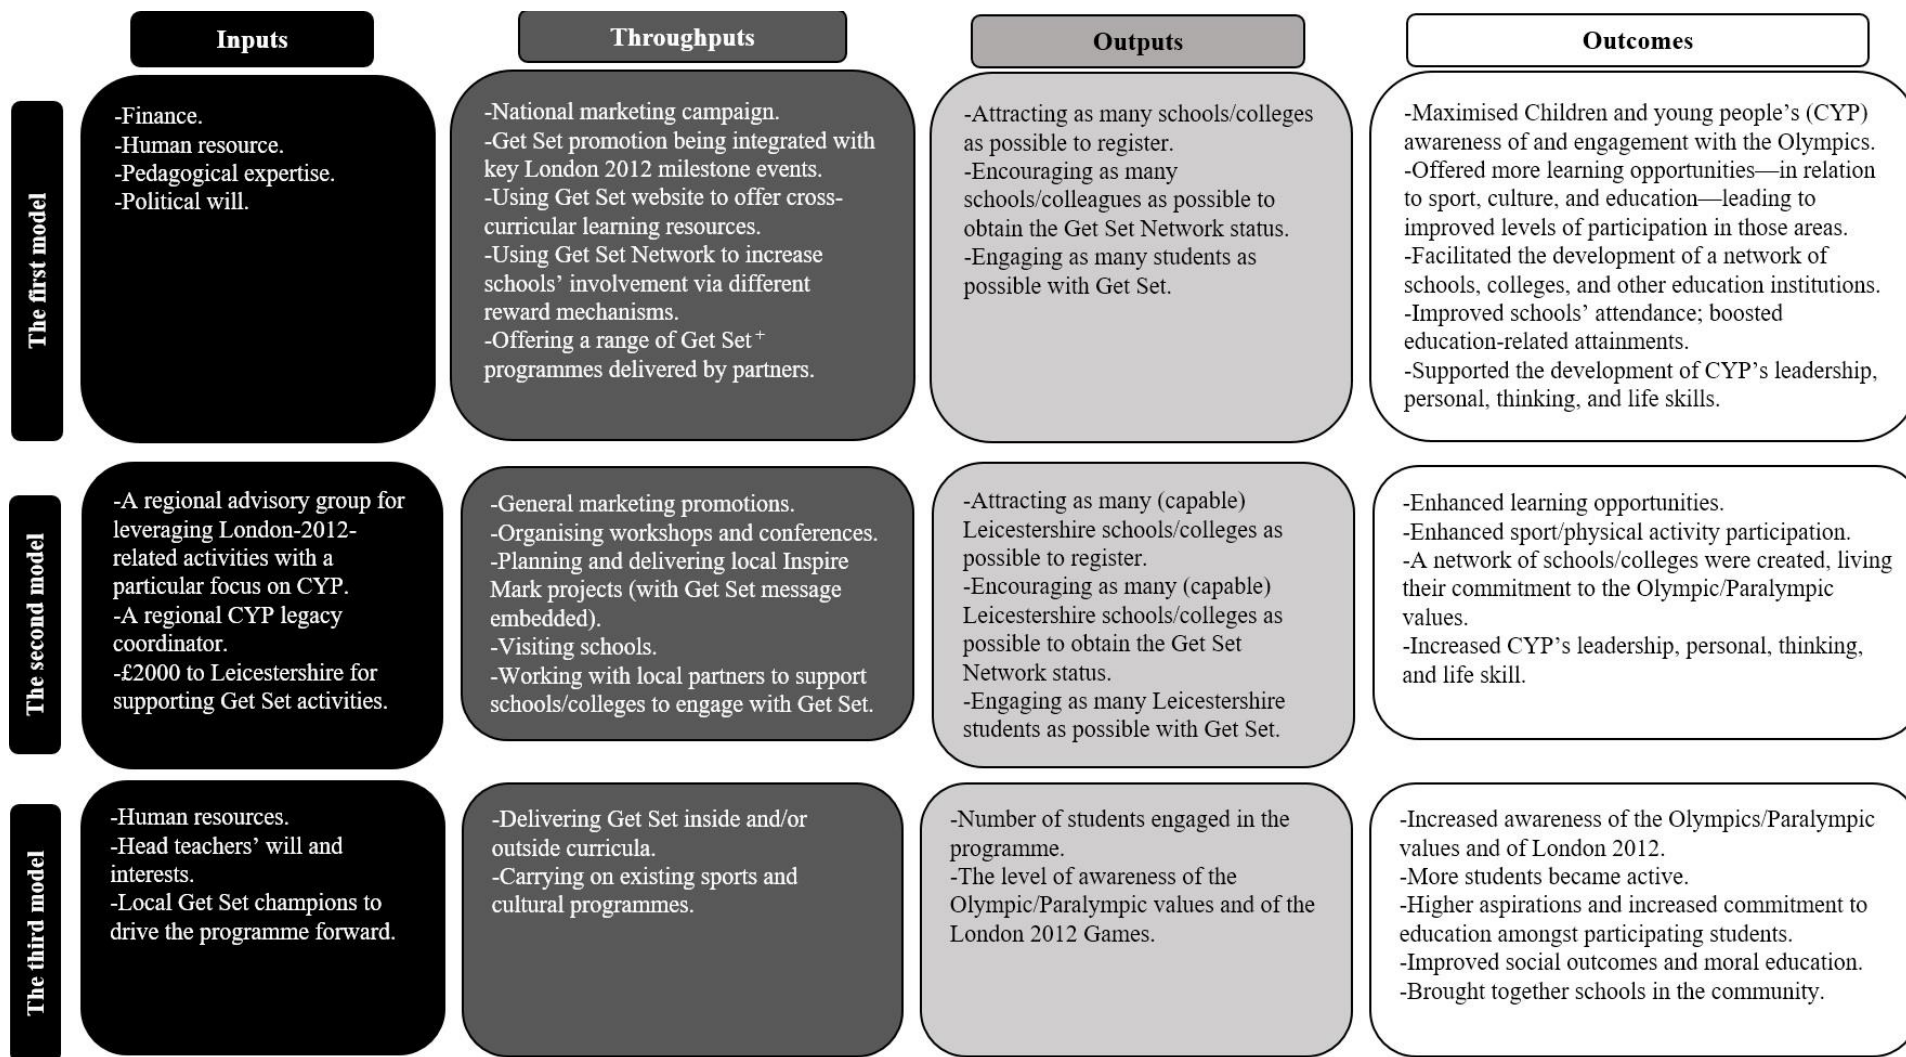 Inputs
Throughputs
Outputs
Outcomes
The first model
-Finance.
-Human resource.
-Pedagogical expertise.
-Political will.
-National marketing campaign.
-Get Set promotion being integrated with
key London 2012 milestone events.
-Using Get Set website to offer cross-
curricular learning resources.
-Using Get Set Network to increase
schools’ involvement via different
reward mechanisms.
-Offering a range of Get Set⁺
programmes delivered by partners.
-Attracting as many schools/colleges
as possible to register.
-Encouraging as many
schools/colleagues as possible to
obtain the Get Set Network status.
-Engaging as many students as
possible with Get Set.
-Maximised Children and young people’s (CYP)
awareness of and engagement with the Olympics.
-Offered more learning opportunities—in relation
to sport, culture, and education—leading to
improved levels of participation in those areas.
-Facilitated the development of a network of
schools, colleges, and other education institutions.
-Improved schools’ attendance; boosted
education-related attainments.
-Supported the development of CYP’s leadership,
personal, thinking, and life skills.
The second model
-A regional advisory group for
leveraging London-2012-
related activities with a
particular focus on CYP.
-A regional CYP legacy
coordinator.
-£2000 to Leicestershire for
supporting Get Set activities.
-General marketing promotions.
-Organising workshops and conferences.
-Planning and delivering local Inspire
Mark projects (with Get Set message
embedded).
-Visiting schools.
-Working with local partners to support
schools/colleges to engage with Get Set.
-Attracting as many (capable)
Leicestershire schools/colleges as
possible to register.
-Encouraging as many (capable)
Leicestershire schools/colleges as
possible to obtain the Get Set
Network status.
-Engaging as many Leicestershire
students as possible with Get Set.
-Enhanced learning opportunities.
-Enhanced sport/physical activity participation.
-A network of schools/colleges were created, living
their commitment to the Olympic/Paralympic
values.
-Increased CYP’s leadership, personal, thinking,
and life skill.
The third model
-Human resources.
-Head teachers’ will and
interests.
-Local Get Set champions to
drive the programme forward.
-Delivering Get Set inside and/or
outside curricula.
-Carrying on existing sports and
cultural programmes.
-Number of students engaged in the
programme.
-The level of awareness of the
Olympic/Paralympic values and of the
London 2012 Games.
-Increased awareness of the Olympics/Paralympic
values and of London 2012.
-More students became active.
-Higher aspirations and increased commitment to
education amongst participating students.
-Improved social outcomes and moral education.
-Brought together schools in the community.